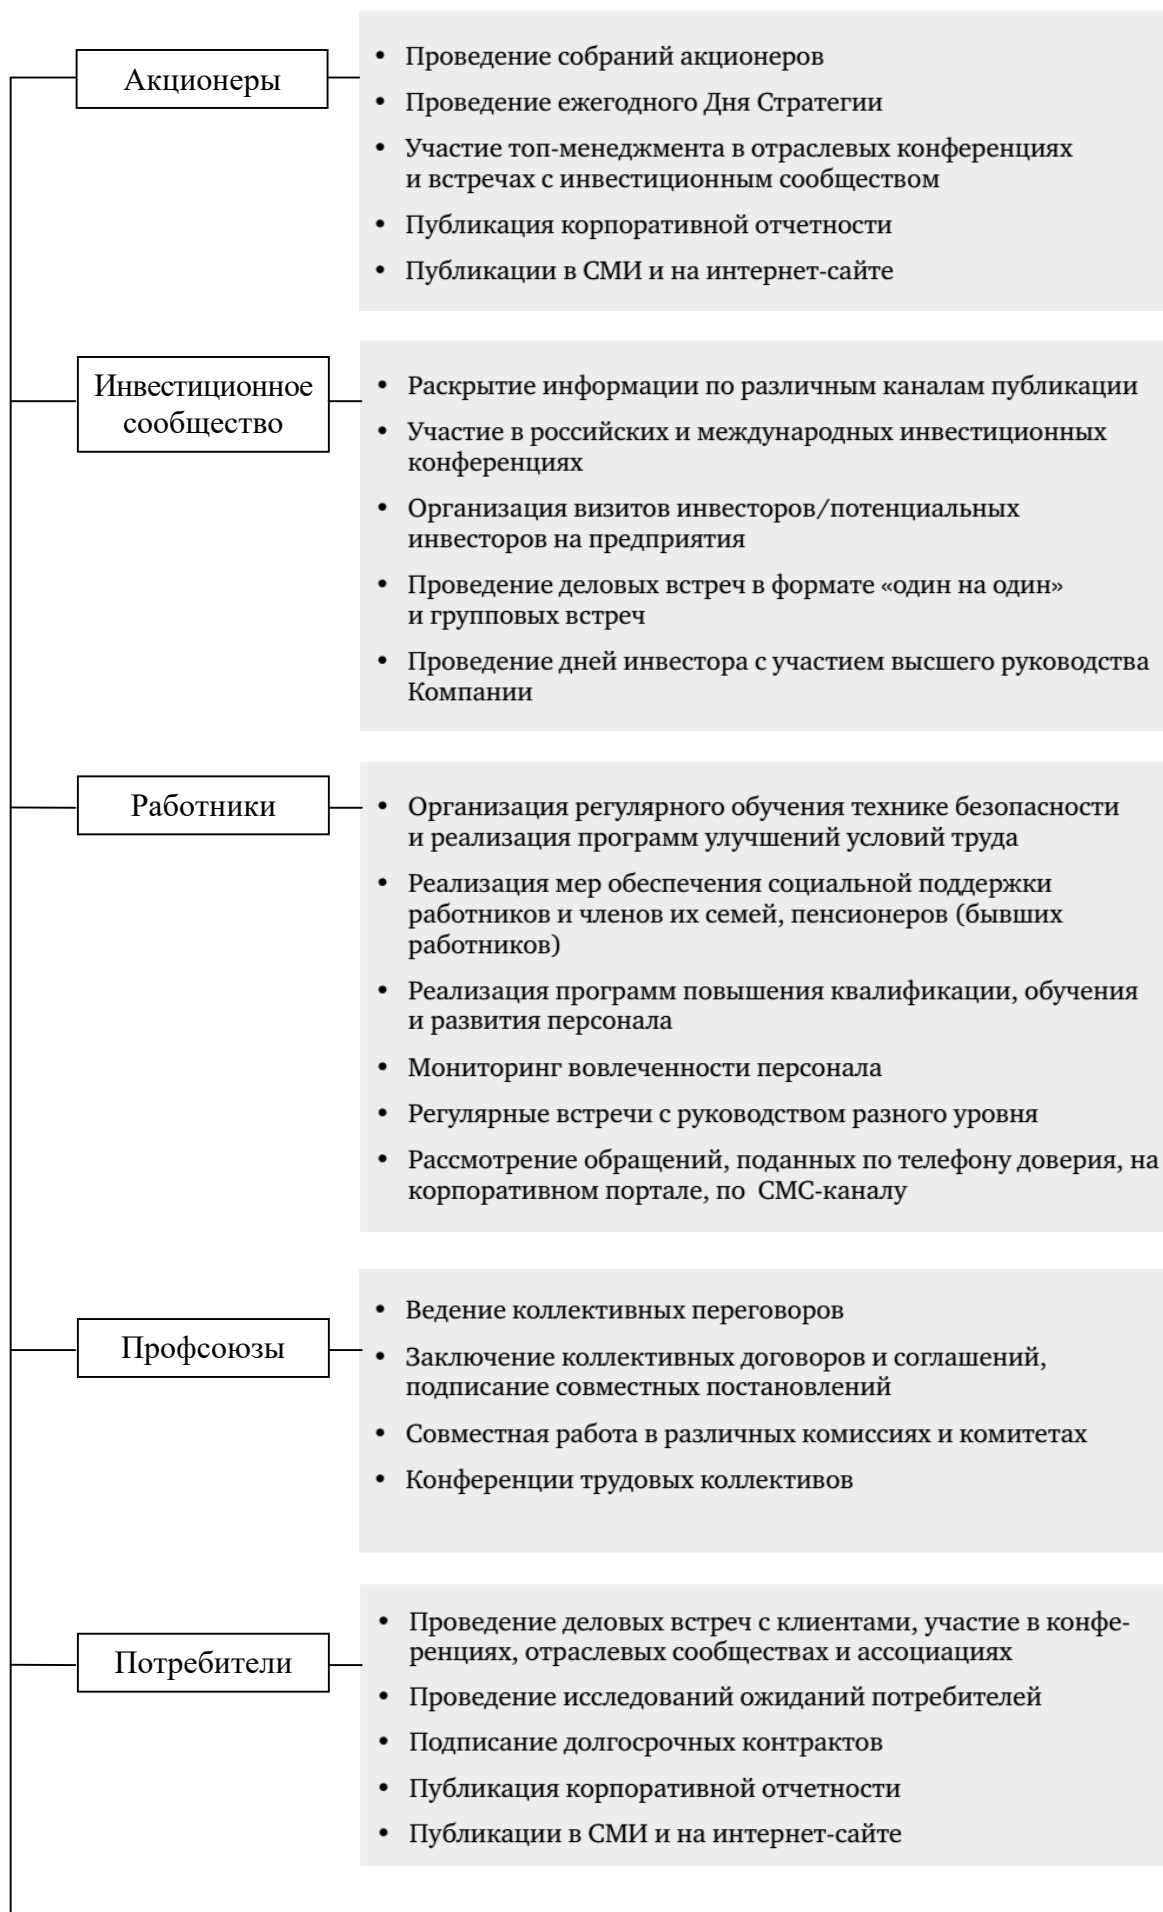 Акционеры
• Проведение собраний акционеров
• Проведение ежегодного Дня Стратегии
• Участие топ-менеджмента в отраслевых конференциях
и встречах с инвестиционным сообществом
• Публикация корпоративной отчетности
• Публикации в СМИ и на интернет-сайте
Инвестиционное
сообщество
• Раскрытие информации по различным каналам публикации
• Участие в российских и международных инвестиционных
конференциях
• Организация визитов инвесторов/потенциальных
инвесторов на предприятия
• Проведение деловых встреч в формате «один на один»
и групповых встреч
• Проведение дней инвестора с участием высшего руководства
Компании
Работники
• Организация регулярного обучения технике безопасности
и реализация программ улучшений условий труда
• Реализация мер обеспечения социальной поддержки
работников и членов их семей, пенсионеров (бывших
работников)
• Реализация программ повышения квалификации, обучения
и развития персонала
• Мониторинг вовлеченности персонала
• Регулярные встречи с руководством разного уровня
• Рассмотрение обращений, поданных по телефону доверия, на
корпоративном портале, по СМС-каналу
Профсоюзы
• Ведение коллективных переговоров
• Заключение коллективных договоров и соглашений,
подписание совместных постановлений
• Совместная работа в различных комиссиях и комитетах
• Конференции трудовых коллективов
Потребители
• Проведение деловых встреч с клиентами, участие в конфе-
ренциях, отраслевых сообществах и ассоциациях
• Проведение исследований ожиданий потребителей
• Подписание долгосрочных контрактов
• Публикация корпоративной отчетности
• Публикации в СМИ и на интернет-сайте